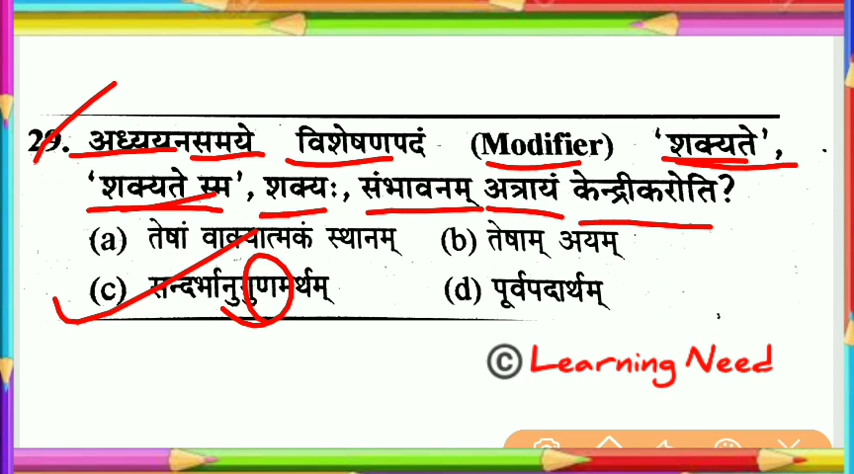 29. अध्ययनसमये विशेषणपदं (Modifier) 'शक्यते',
'शक्यते स्म', शक्यः, संभावनम् अत्रायं केन्द्रीकरोति?
(a) तेषां वाक्यात्मकं स्थानम् (b) तेषाम् अयम्
(c) सन्दर्भानुगुणमर्थम् (d) पूर्वपदार्थम्
© Learning Need